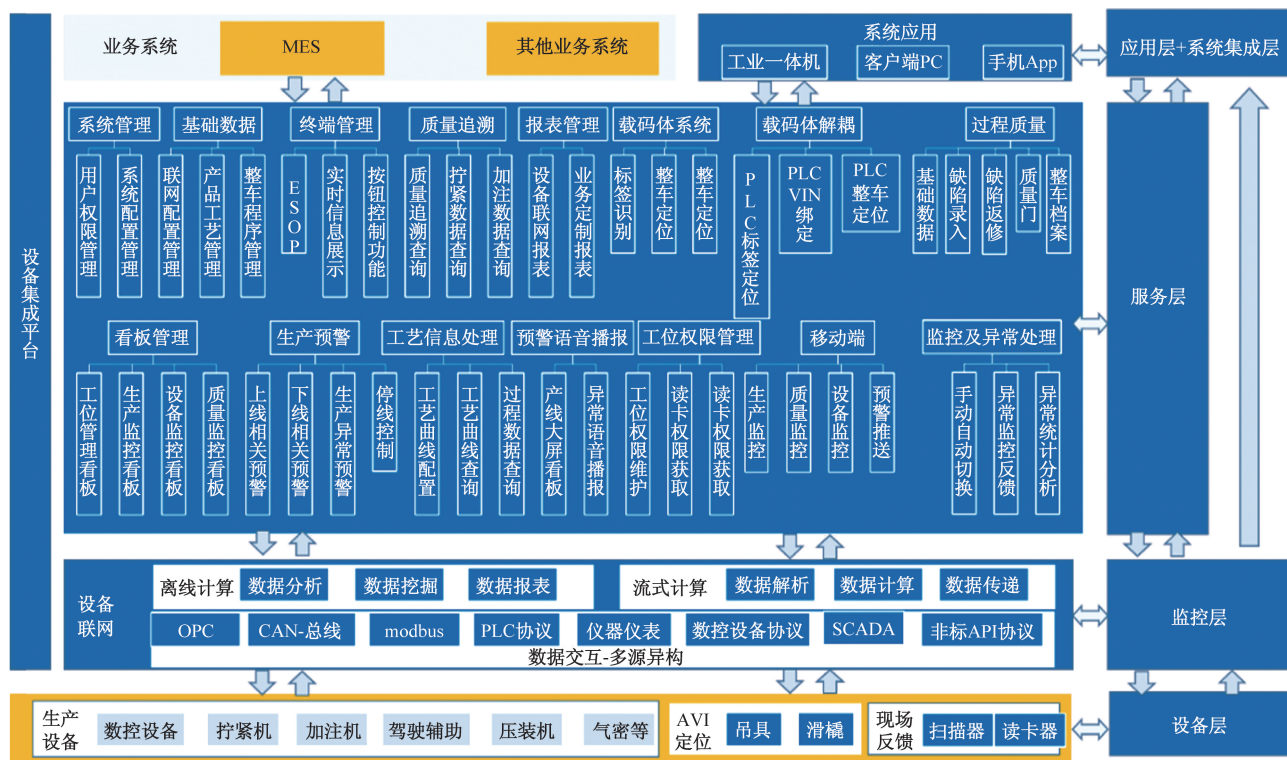 设备集成平台
业务系统
MES
其他业务系统
系统应用
工业一体机
客户端PC
手机App
应用层+系统集成层
系统管理
基础数据
终端管理
质量追溯
报表管理
载码体系统
载码体解耦
过程质量
用户权限管理
系统配置管理
联网配置管理
产品工艺管理
整车程序管理
ESOP
实时信息展示
按钮控制功能
质量追溯查询
拧紧数据查询
加注数据查询
设备联网报表
业务定制报表
标签识别
整车定位
整车定位
PLC标签定位
PLC
VIN
绑定
PLC
整车
定位
基础数据
缺陷录入
缺陷返修
质量门
整车档案
服务层
看板管理
生产预警
工艺信息处理
预警语音播报
工位权限管理
移动端
监控及异常处理
工位管理看板
生产监控看板
设备监控看板
质量监控看板
上线相关预警
下线相关预警
生产异常预警
停线控制
工艺曲线配置
工艺曲线查询
过程数据查询
产线大屏看板
异常语音播报
工位权限维护
读卡权限获取
读卡权限获取
生产监控
质量监控
设备监控
预警推送
手动自动切换
异常监控反馈
异常统计分析
设备
联网
离线计算
数据分析
数据挖掘
数据报表
流式计算
数据解析
数据计算
数据传递
OPC
CAN-总线
modbus
PLC协议
仪器仪表
数控设备协议
SCADA
非标API协议
数据交互-多源异构
监控层
生产
设备
数控设备
拧紧机
加注机
驾驶辅助
压装机
气密等
AVI
定位
吊具
滑橇
现场
反馈
扫描器
读卡器
设备层